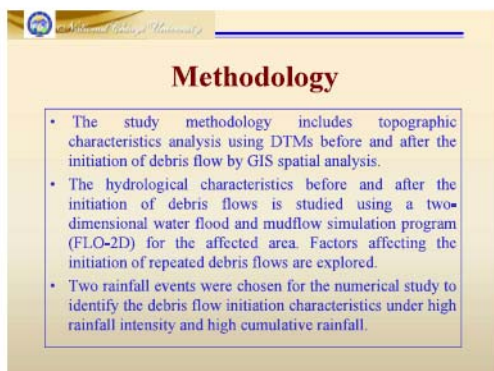 National Chiayi University
Methodology
• The study methodology includes topographic
characteristics analysis using DTMs before and after the
initiation of debris flow by GIS spatial analysis.
• The hydrological characteristics before and after the
initiation of debris flows is studied using a two-
dimensional water flood and mudflow simulation program
(FLO-2D) for the affected area. Factors affecting the
initiation of repeated debris flows are explored.
• Two rainfall events were chosen for the numerical study to
identify the debris flow initiation characteristics under high
rainfall intensity and high cumulative rainfall.